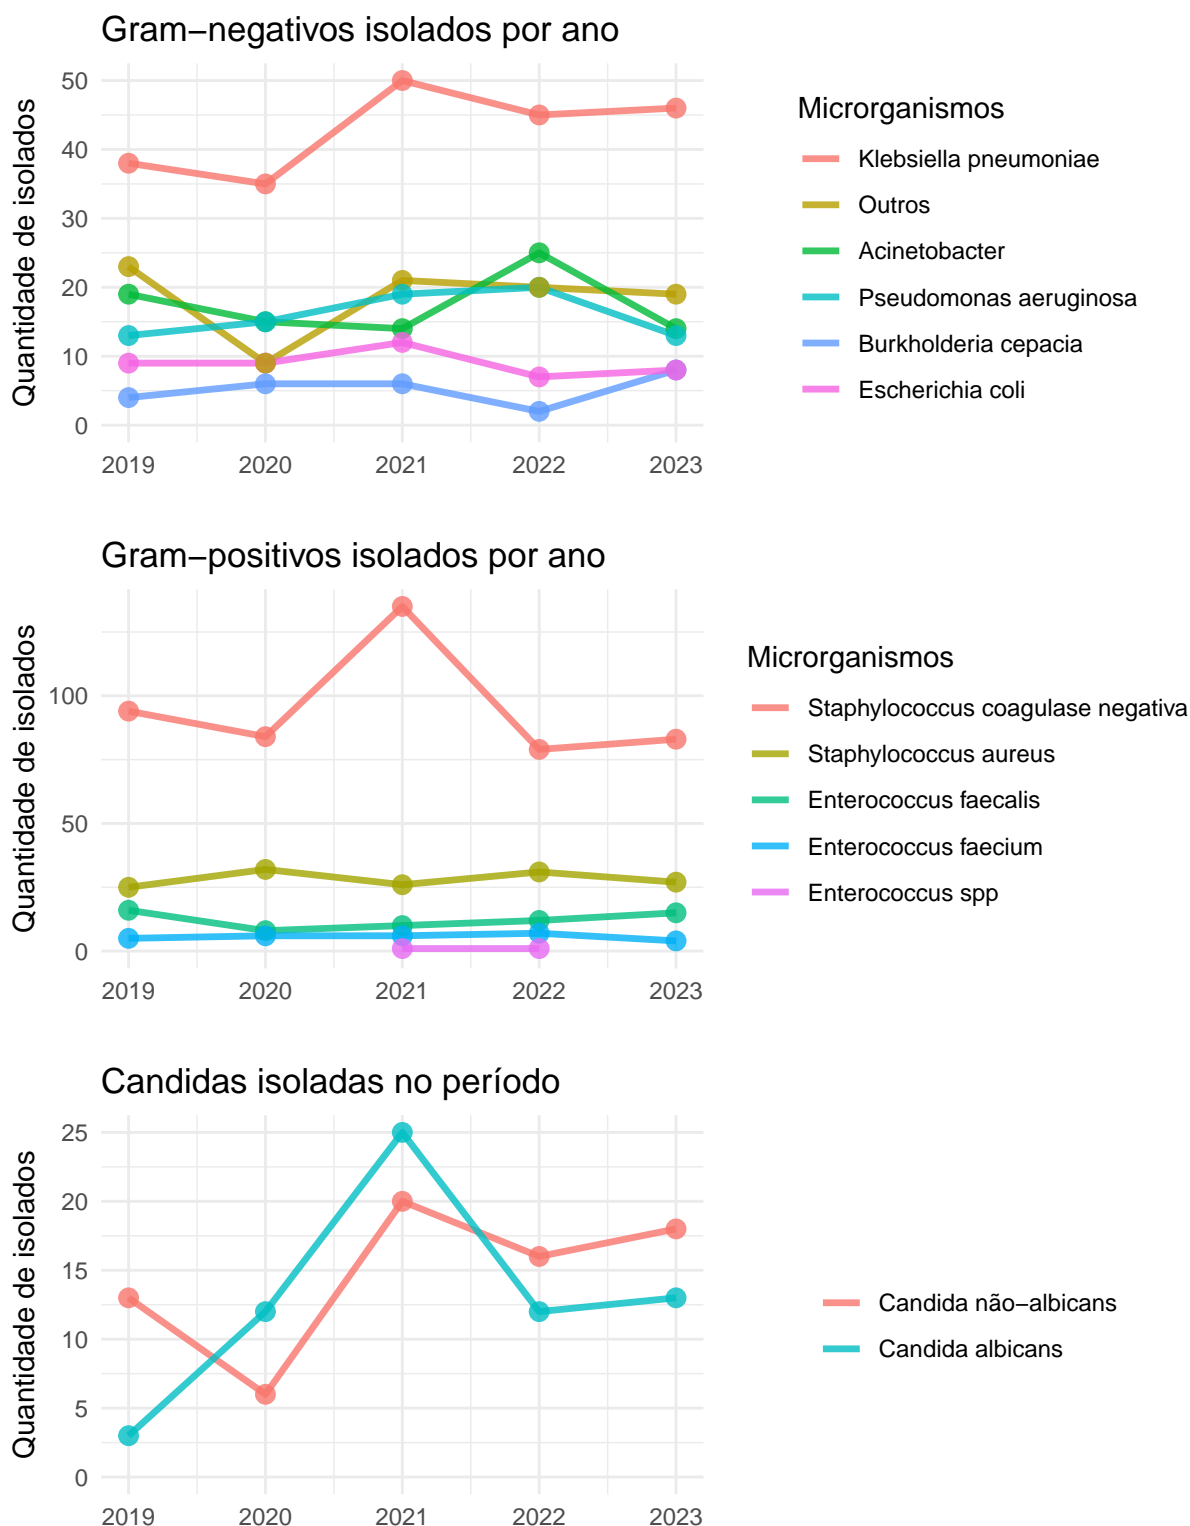 Gram−negativos isolados por ano
Quantidade de isolados
50
40
30
20
10
0
2019 2020 2021 2022 2023
Microrganismos
Klebsiella pneumoniae
Outros
Acinetobacter
Pseudomonas aeruginosa
Burkholderia cepacia
Escherichia coli
Gram−positivos isolados por ano
Quantidade de isolados
100
50
0
2019 2020 2021 2022 2023
Microrganismos
Staphylococcus coagulase negativa
Staphylococcus aureus
Enterococcus faecalis
Enterococcus faecium
Enterococcus spp
Candidas isoladas no período
Quantidade de isolados
25
20
15
10
5
0
2019 2020 2021 2022 2023
Candida não−albicans
Candida albicans